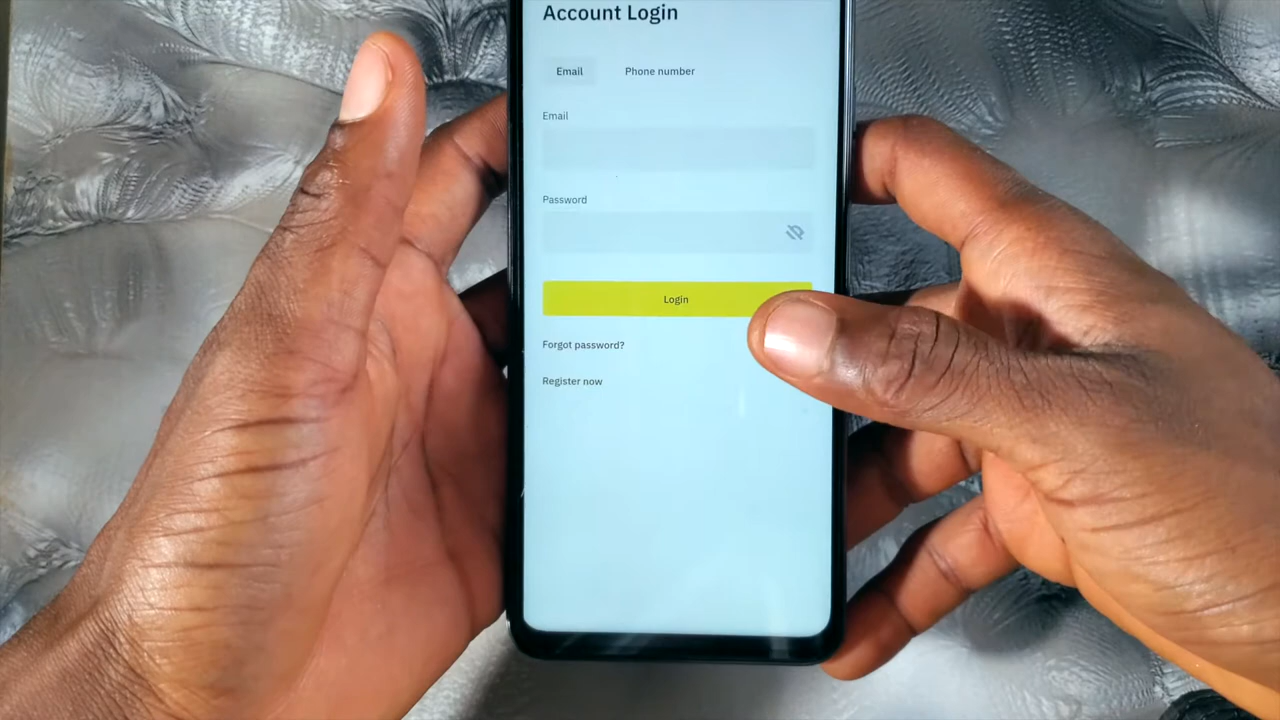 Account Login
Email Phone number
Email
Password
Login
Forgot password?
Register now